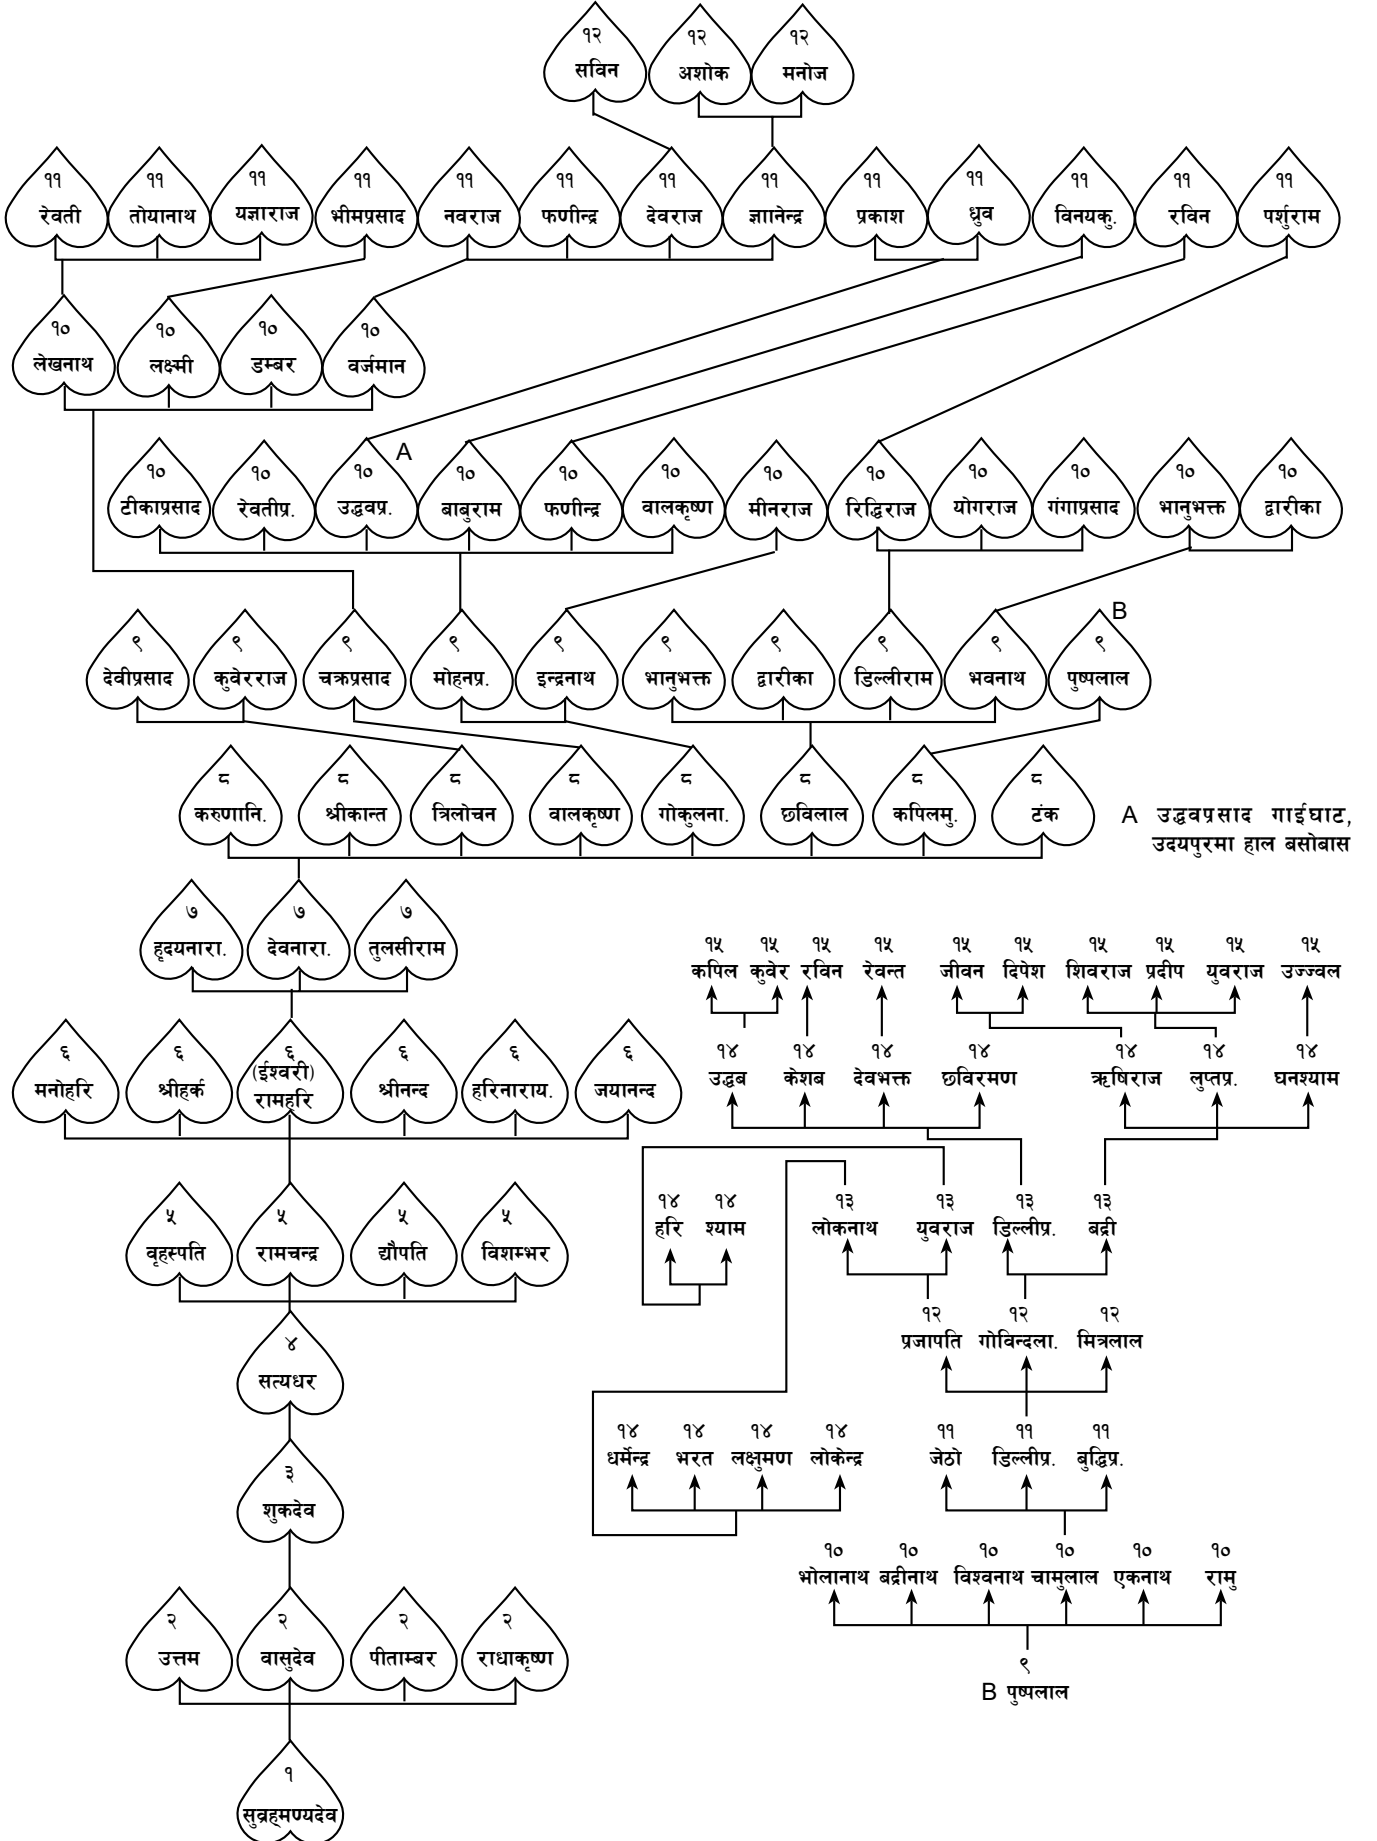 १२ १२ १२
सविन अशोक मनोज
११ ११ ११ ११ ११ ११ ११ ११ ११ ११ ११ ११ ११
रेवती तोयानाथ यज्ञाराज भीमप्रसाद नवराज फणीन्द्र देवराज ज्ञाानेन्द्र प्रकाश ध्रुव विनयकु. रविन पर्शुराम
१० १० १० १०
लेखनाथ लक्ष्मी डम्बर वर्जमान
A
१० १० १० १० १० १० १० १० १० १० १० १०
टीकाप्रसाद रेवतीप्र. उद्धवप्र. बाबुराम फणीन्द्र वालकृष्ण मीनराज रिद्धिराज योगराज गंगाप्रसाद भानुभक्त द्वारीका
B
९ ९ ९ ९ ९ ९ ९ ९ ९ ९
देवीप्रसाद कुवेरराज चक्रप्रसाद मोहनप्र. इन्द्रनाथ भानुभक्त द्वारीका डिल्लीराम भवनाथ पुष्पलाल
८ ८ ८ ८ ८ ८ ८ ८
करुणानि. श्रीकान्त त्रिलोचन वालकृष्ण गोकुलना. छविलाल कपिलमु. टंक
A उद्धवप्रसाद गाईघाट,
उदयपुरमा हाल बसोबास
७ ७ ७
हृदयनारा. देवनारा. तुलसीराम
६ ६ ६ ६ ६ ६
(ईश्वरी)
मनोहरि श्रीहर्क रामहरि श्रीनन्द हरिनाराय. जयानन्द
५ ५ ५ ५
वृहस्पति रामचन्द्र द्यौपति विशम्भर
४
सत्यधर
३
शुकदेव
२ २ २ २
उत्तम वासुदेव पीताम्बर राधाकृष्ण
१
सुब्रह्मण्यदेव
१५ १५ १५ १५ १५ १५ १५ १५ १५ १५
कपिल कुवेर रविन रेवन्त जीवन दिपेश शिवराज प्रदीप युवराज उज्ज्वल
१४ १४ १४ १४ १४ १४ १४
उद्धब केशब देवभक्त छविरमण ऋषिराज लुप्तप्र. घनश्याम
१४ १४ १३ १३ १३ १३
हरि श्याम लोकनाथ युवराज डिल्लीप्र. बद्री
१२ १२ १२
प्रजापति गोविन्दला. मित्रलाल
१४ १४ १४ १४ ११ ११ ११
धर्मेन्द्र भरत लक्षुमण लोकेन्द्र जेठो डिल्लीप्र. बुद्धिप्र.
१० १० १० १० १० १०
भोलानाथ बद्रीनाथ विश्वनाथ चामुलाल एकनाथ रामु
९
B पुष्पलाल